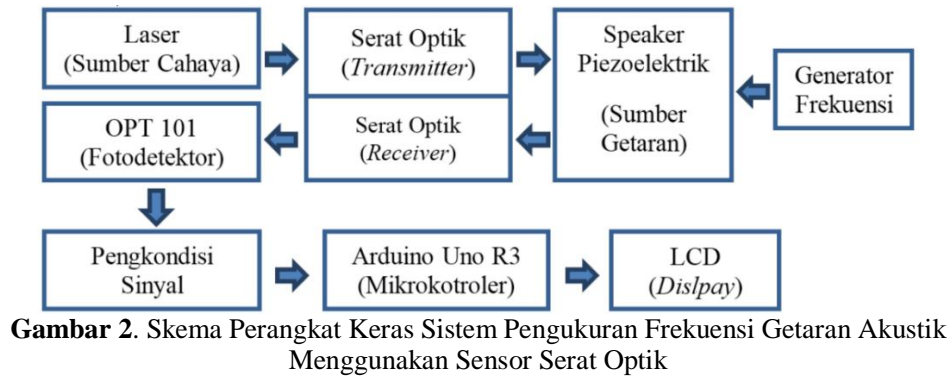 Laser
(Sumber Cahaya)
Serat Optik
(Transmitter)
Speaker
Piezoelektrik
(Sumber
Getaran)
Generator
Frekuensi
OPT 101
(Fotodetektor)
Serat Optik
(Receiver)
Pengkondisi
Sinyal
Arduino Uno R3
(Mikrokotroler)
LCD
(Dislpay)
Gambar 2. Skema Perangkat Keras Sistem Pengukuran Frekuensi Getaran Akustik
Menggunakan Sensor Serat Optik